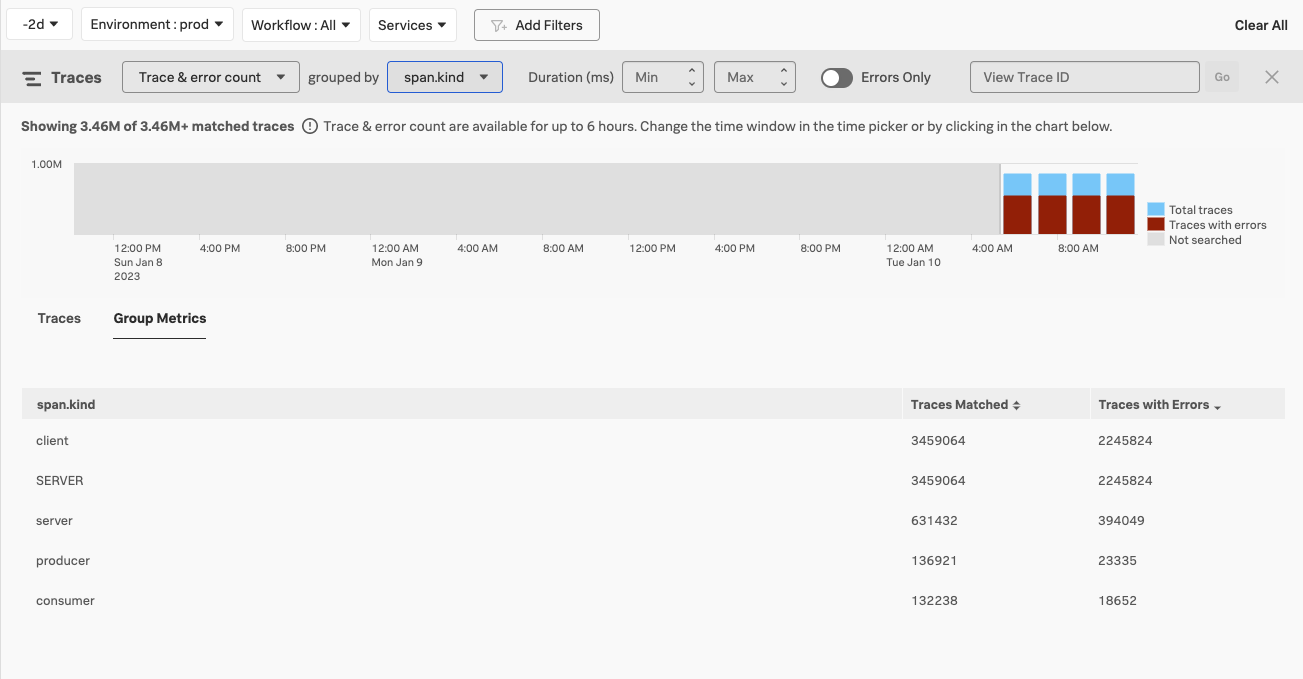 -2d Environment : prod Workflow : All Services Add Filters Clear All
Traces Trace & error count grouped by span.kind Duration (ms) Min Max Errors Only View Trace ID Go
Showing 3.46M of 3.46M+ matched traces Trace & error count are available for up to 6 hours. Change the time window in the time picker or by clicking in the chart below.
1.00M
12:00 PM 4:00 PM 8:00 PM 12:00 AM 4:00 AM 8:00 AM 12:00 PM 4:00 PM 8:00 PM 12:00 AM 4:00 AM 8:00 AM
Sun Jan 8 Mon Jan 9 Tue Jan 10
2023
Total traces
Traces with errors
Not searched
Traces Group Metrics
span.kind Traces Matched Traces with Errors
client 3459064 2245824
SERVER 3459064 2245824
server 631432 394049
producer 136921 23335
consumer 132238 18652